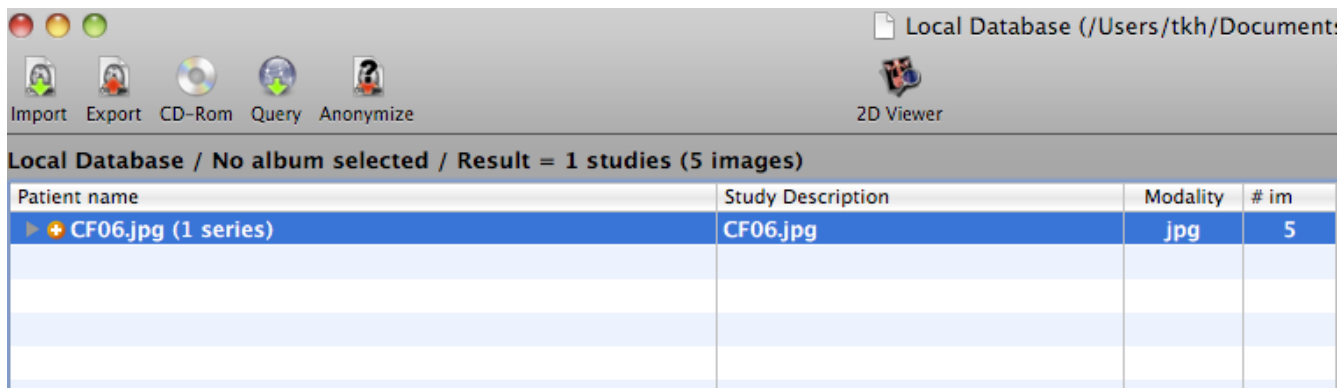 Local Database (/Users/tkh/Documents
Import Export CD-Rom Query Anonymize 2D Viewer
Local Database / No album selected / Result = 1 studies (5 images)
Patient name Study Description Modality # im
CF06.jpg (1 series) CF06.jpg jpg 5